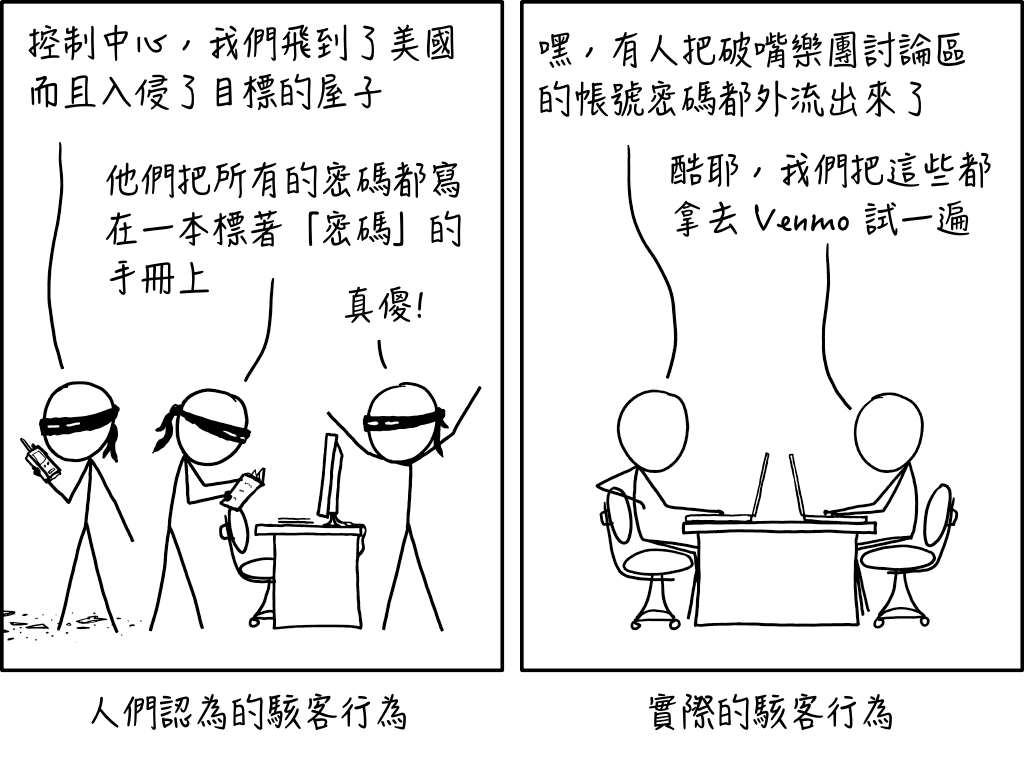 控制中心，我們飛到了美國
而且入侵了目標的屋子
他們把所有的密碼都寫
在一本標著「密碼」的
手冊上
真傻!
人們認為的駭客行為
嘿，有人把破嘴樂團討論區
的帳號密碼都外流出來了
酷耶，我們把這些都
拿去 Venmo 試一遍
實際的駭客行為